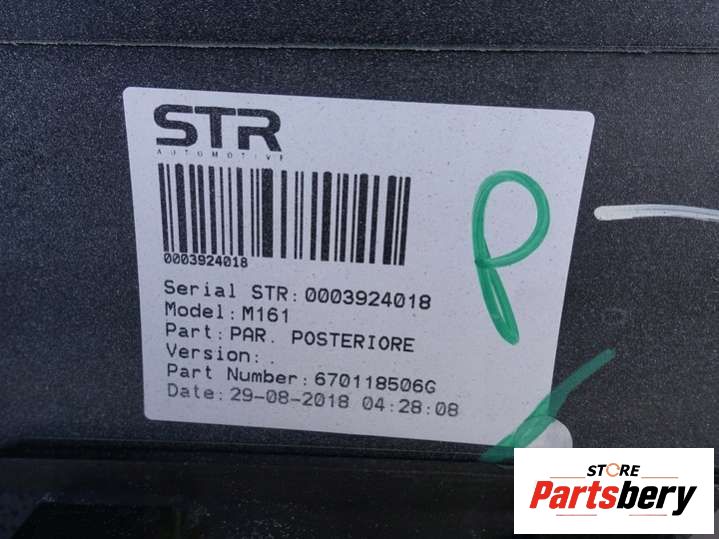 STR
AUTOMOTIVE
0003924018
Serial STR: 0003924018
Model: M161
Part: PAR. POSTERIORE
Version: .
Part Number: 670118506G
Date: 29-08-2018 04:28:08
P
STORE
Partsbery